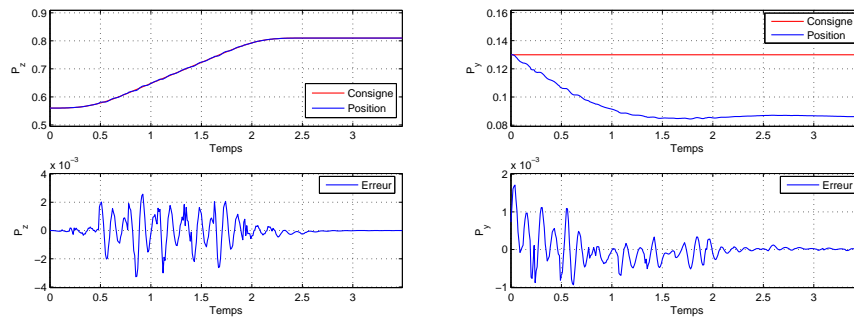 0.9
0.8
0.7
0.6
0.5
P_z
Consigne
Position
0 0.5 1 1.5 2 2.5 3
Temps
0.16
0.14
0.12
0.1
0.08
P_y
Consigne
Position
0 0.5 1 1.5 2 2.5 3
Temps
x 10^-3
4
2
0
−2
−4
P_z
Erreur
0 0.5 1 1.5 2 2.5 3
Temps
x 10^-3
2
1
0
−1
P_y
Erreur
0 0.5 1 1.5 2 2.5 3
Temps